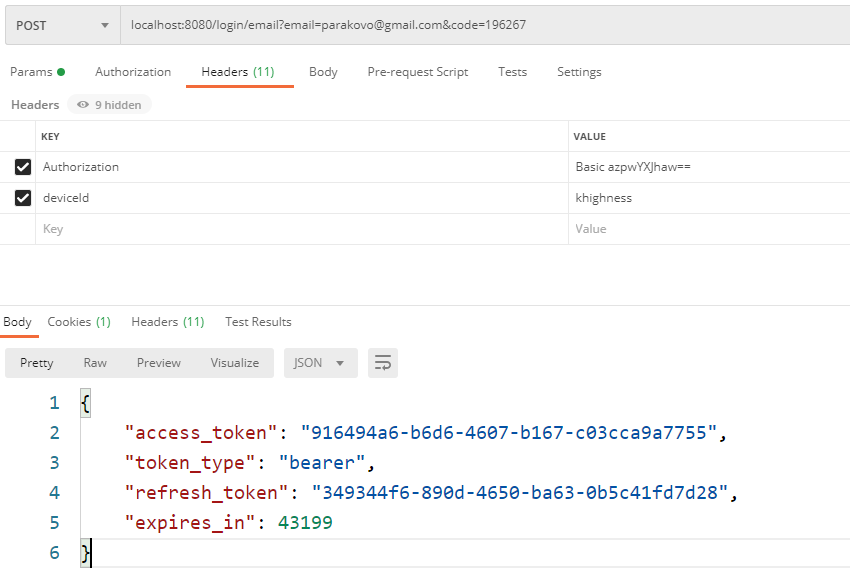 POST localhost:8080/login/email?email=parakovo@gmail.com&code=196267
Params Authorization Headers (11) Body Pre-request Script Tests Settings
Headers 9 hidden
KEY VALUE
Authorization Basic azpwYXJhaw==
deviceId khighness
Key Value
Body Cookies (1) Headers (11) Test Results
Pretty Raw Preview Visualize JSON
1 {
2 "access_token": "916494a6-b6d6-4607-b167-c03cca9a7755",
3 "token_type": "bearer",
4 "refresh_token": "349344f6-890d-4650-ba63-0b5c41fd7d28",
5 "expires_in": 43199
6 }